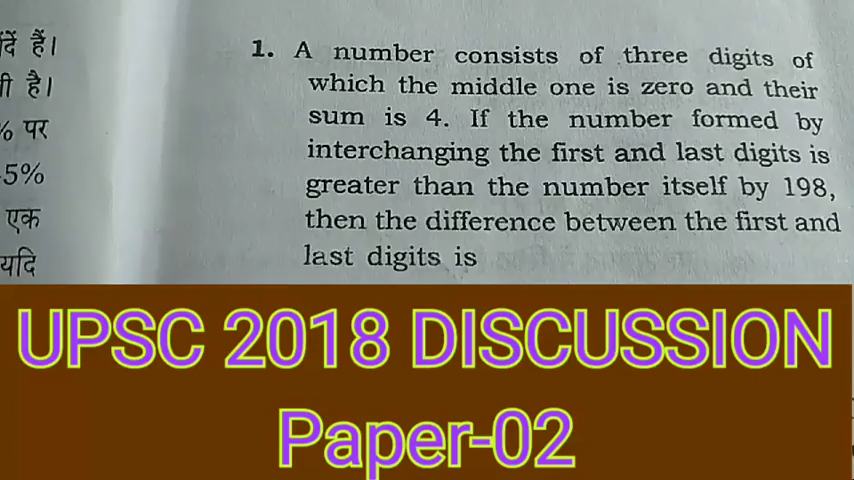 दें हैं।
ी है।
% पर
5%
एक
यदि
1. A number consists of three digits of
which the middle one is zero and their
sum is 4. If the number formed by
interchanging the first and last digits is
greater than the number itself by 198,
then the difference between the first and
last digits is
UPSC 2018 DISCUSSION
Paper-02